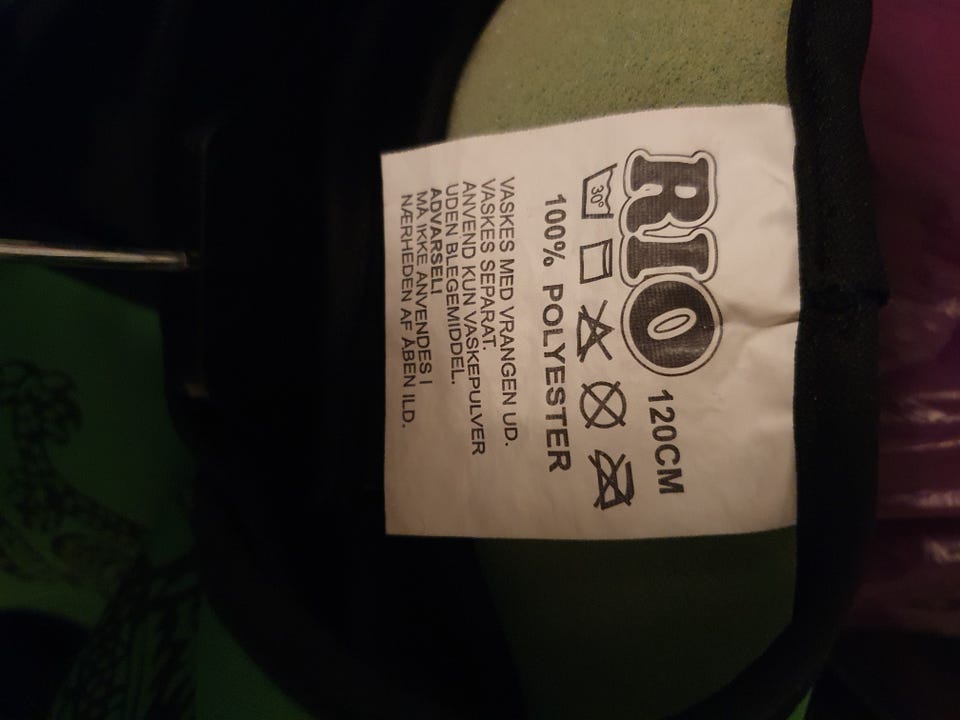 RIO 120CM
30°
100% POLYESTER
VASKES MED VRANGEN UD.
VASKES SEPARAT.
ANVEND KUN VASKEPULVER
UDEN BLEGEMIDDEL.
ADVARSEL!
MÅ IKKE ANVENDES I
NÆRHEDEN AF ÅBEN ILD.